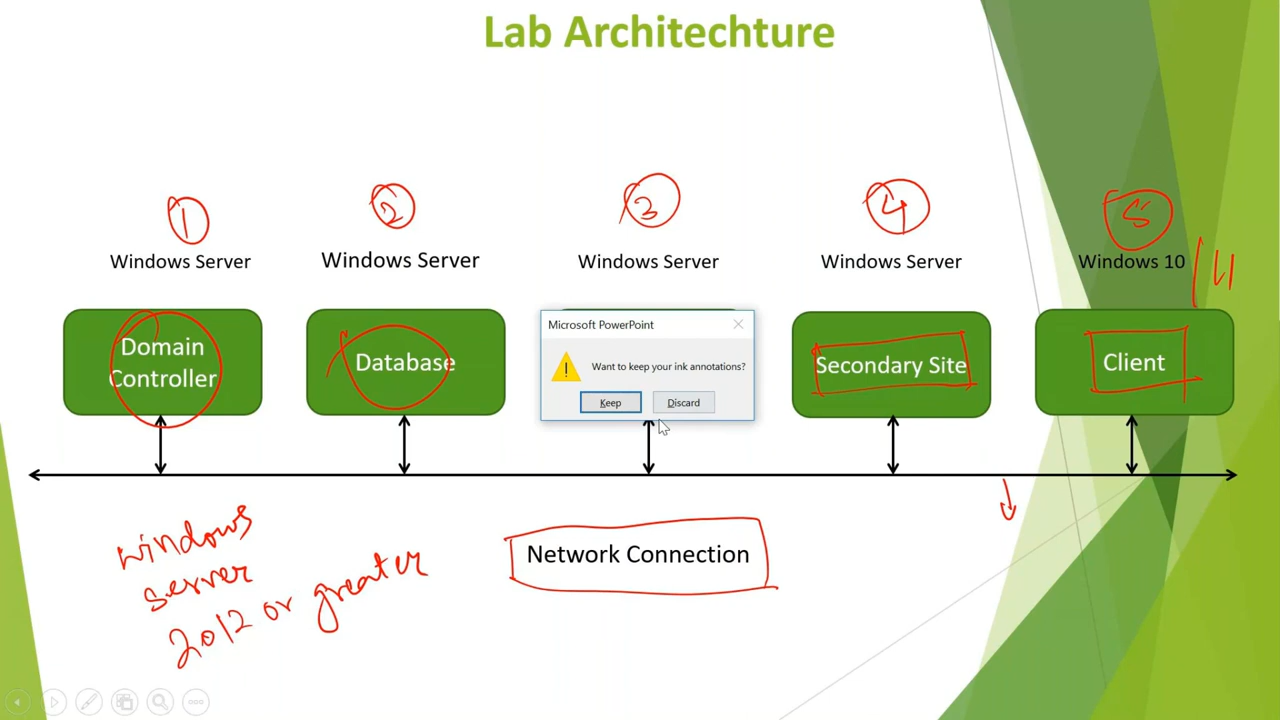 Lab Architechture
1 2 3 4 5
Windows Server Windows Server Windows Server Windows Server Windows 10 / 11
Domain
Controller
Database
Microsoft PowerPoint
Want to keep your ink annotations?
Keep Discard
Secondary Site
Client
Network Connection
windows
server
2012 or greater